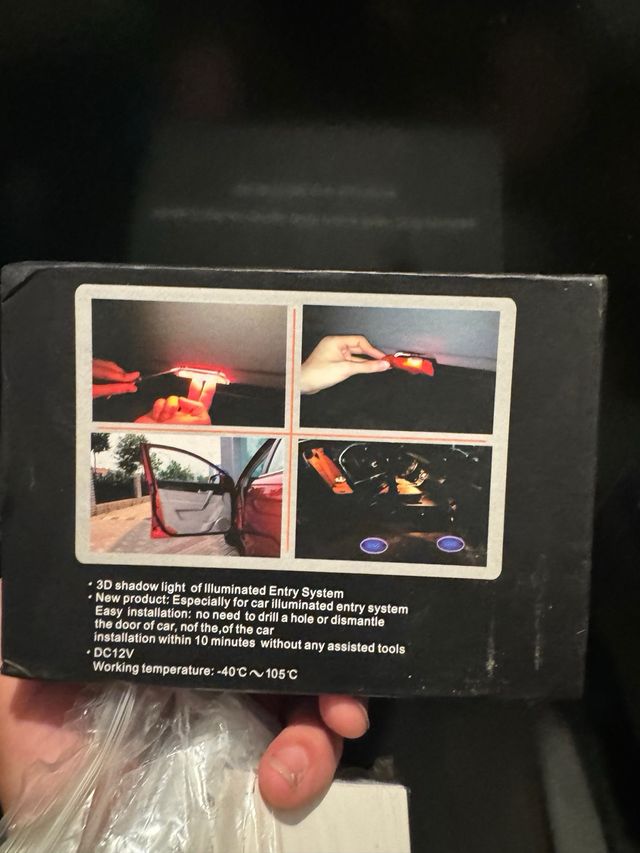 · 3D shadow light of Illuminated Entry System
· New product: Especially for car illuminated entry system
Easy installation: no need to drill a hole or dismantle
the door of car, not the,of the car
installation within 10 minutes without any assisted tools
· DC12V
Working temperature: -40℃～105℃